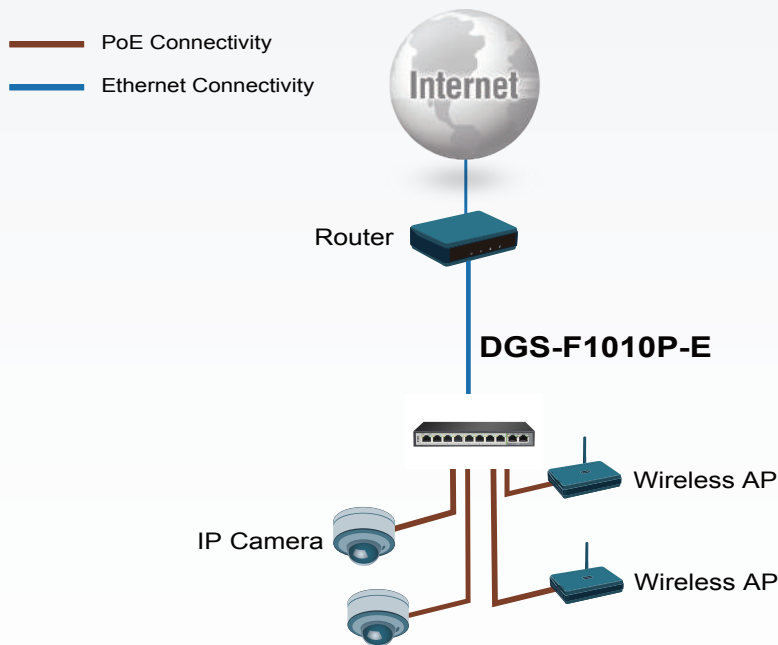 PoE Connectivity
Ethernet Connectivity
Internet
Router
DGS-F1010P-E
Wireless AP
IP Camera
Wireless AP